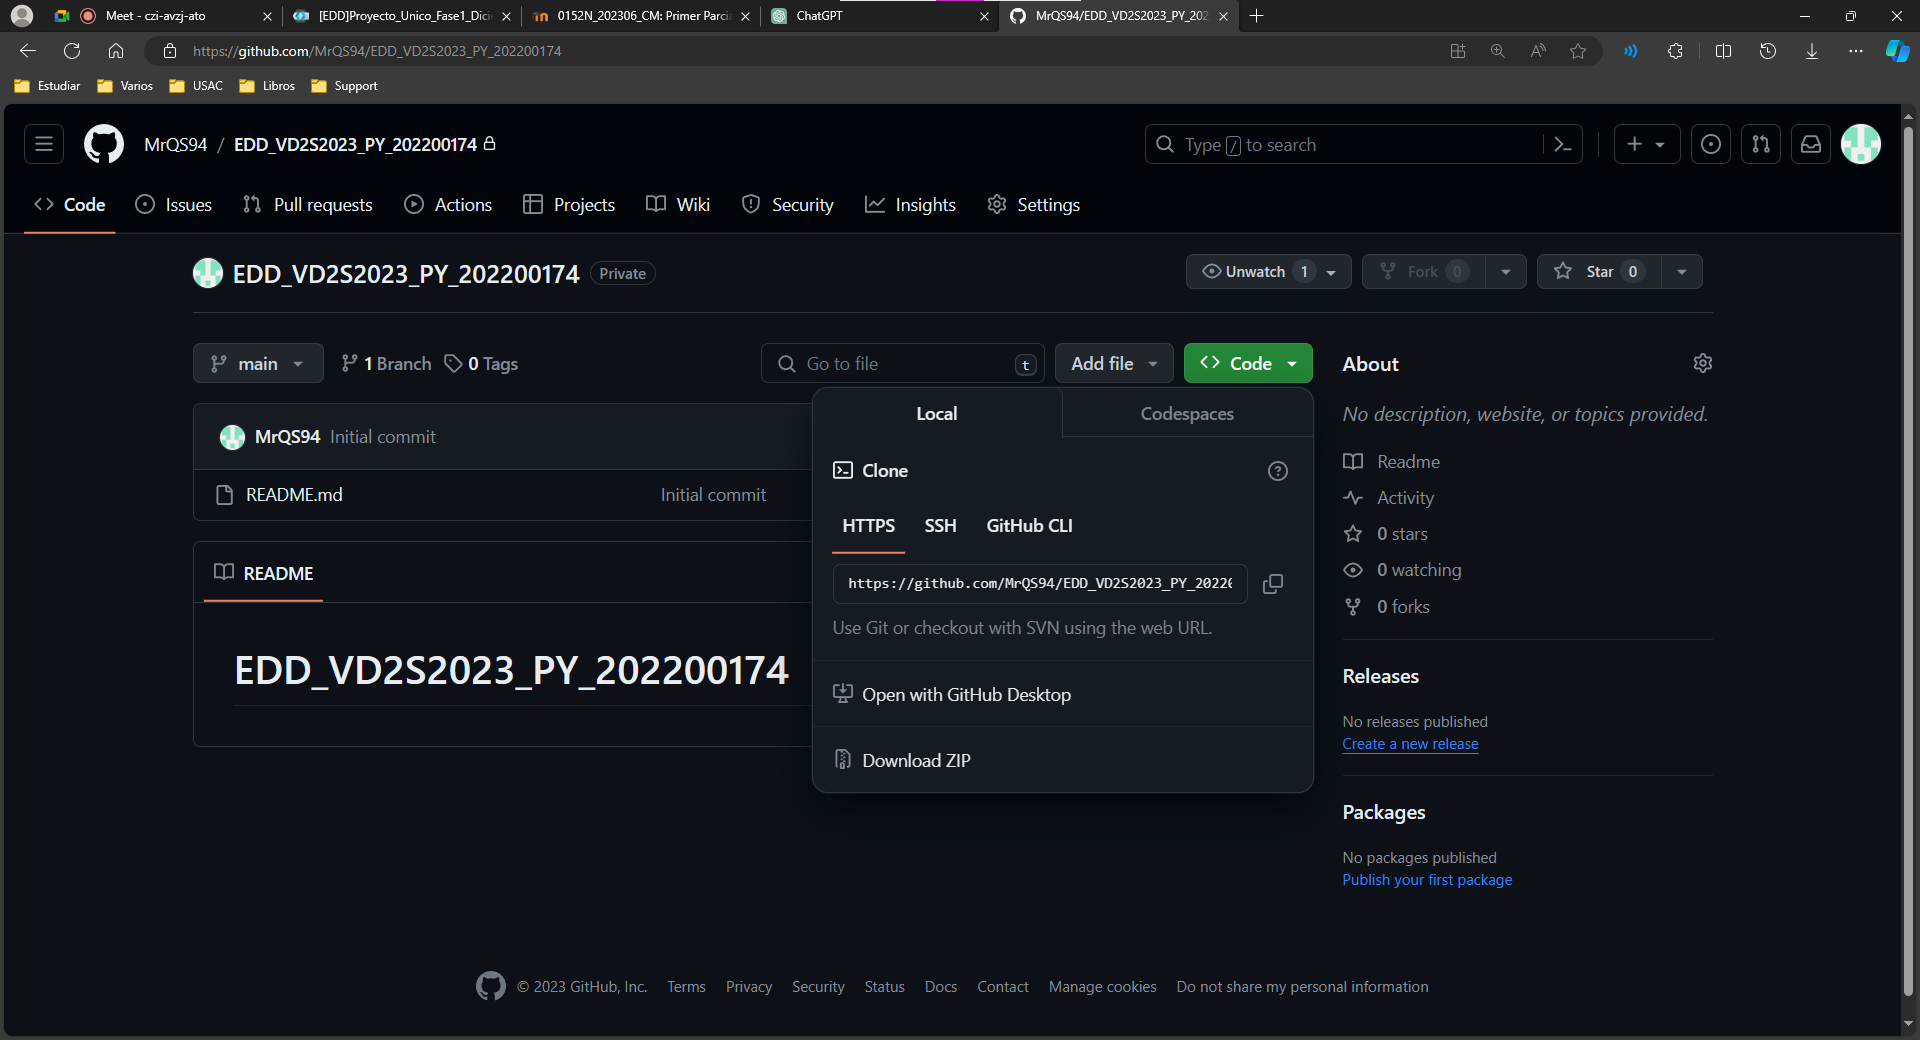 Meet - czi-avzj-ato
[EDD]Proyecto_Unico_Fase1_Dici
0152N_202306_CM: Primer Parcia
ChatGPT
MrQS94/EDD_VD2S2023_PY_202
https://github.com/MrQS94/EDD_VD2S2023_PY_202200174
Estudiar
Varios
USAC
Libros
Support
MrQS94 / EDD_VD2S2023_PY_202200174
Type / to search
Code
Issues
Pull requests
Actions
Projects
Wiki
Security
Insights
Settings
EDD_VD2S2023_PY_202200174
Private
Unwatch 1
Fork 0
Star 0
main
1 Branch
0 Tags
Go to file
t
Add file
Code
MrQS94 Initial commit
README.md
Initial commit
README
EDD_VD2S2023_PY_202200174
Local
Codespaces
Clone
HTTPS
SSH
GitHub CLI
https://github.com/MrQS94/EDD_VD2S2023_PY_20220
Use Git or checkout with SVN using the web URL.
Open with GitHub Desktop
Download ZIP
About
No description, website, or topics provided.
Readme
Activity
0 stars
0 watching
0 forks
Releases
No releases published
Create a new release
Packages
No packages published
Publish your first package
© 2023 GitHub, Inc.
Terms
Privacy
Security
Status
Docs
Contact
Manage cookies
Do not share my personal information